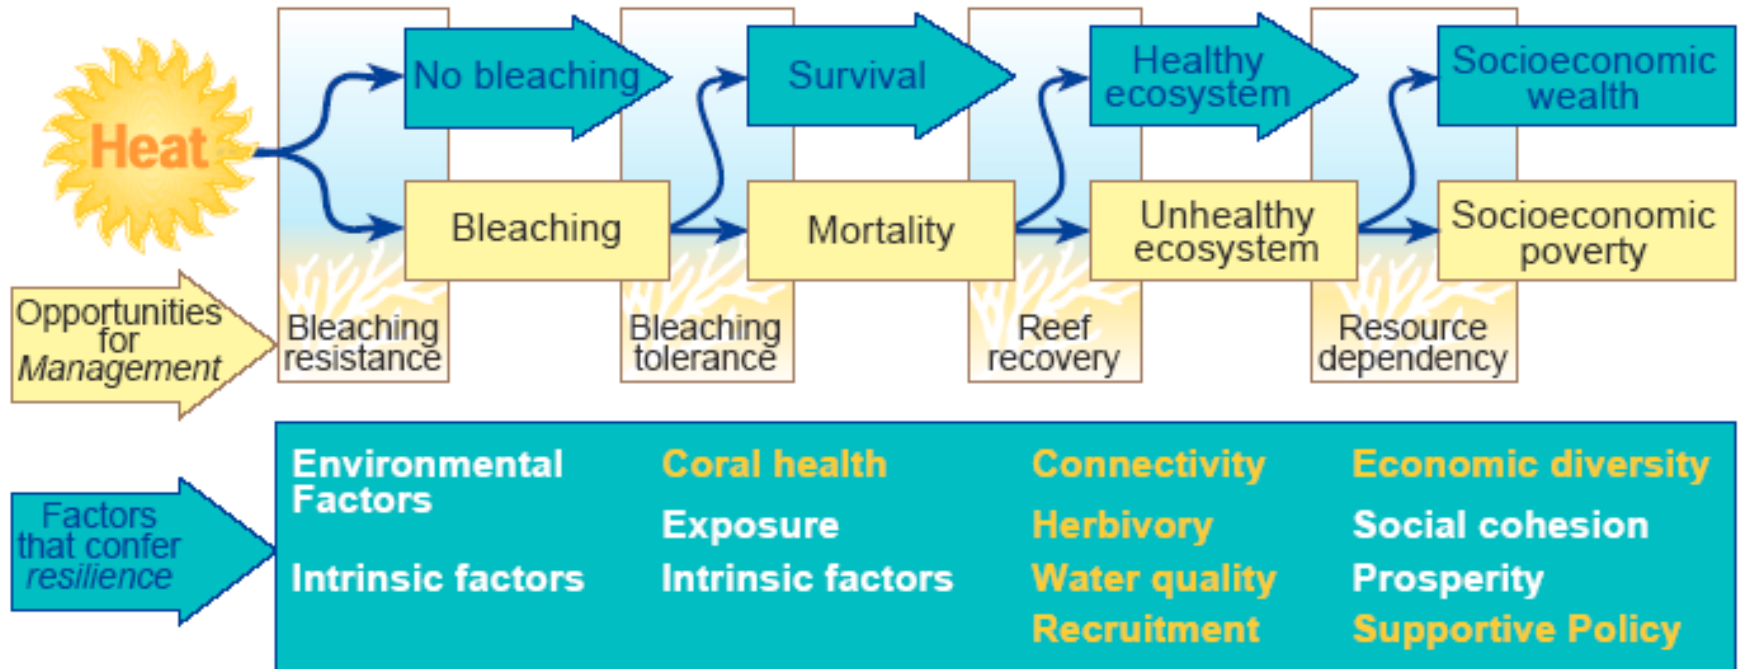 Heat
No bleaching
Survival
Healthy
ecosystem
Socioeconomic
wealth
Bleaching
Mortality
Unhealthy
ecosystem
Socioeconomic
poverty
Opportunities
for
Management
Bleaching
resistance
Bleaching
tolerance
Reef
recovery
Resource
dependency
Factors
that confer
resilience
Environmental
Factors
Intrinsic factors
Coral health
Exposure
Intrinsic factors
Connectivity
Herbivory
Water quality
Recruitment
Economic diversity
Social cohesion
Prosperity
Supportive Policy